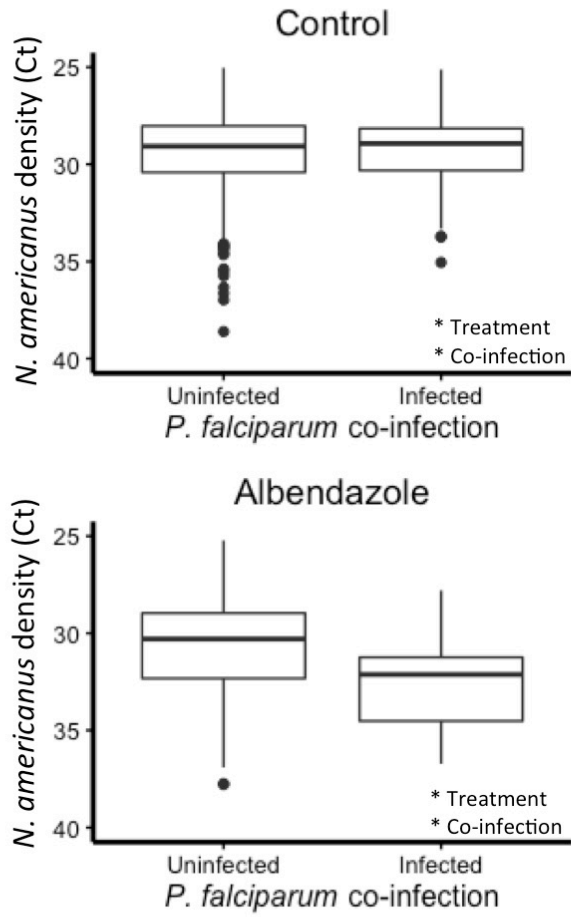 Control
N. americanus density (Ct)
25
30
35
40
* Treatment
* Co-infection
Uninfected
Infected
P. falciparum co-infection
Albendazole
N. americanus density (Ct)
25
30
35
40
* Treatment
* Co-infection
Uninfected
Infected
P. falciparum co-infection